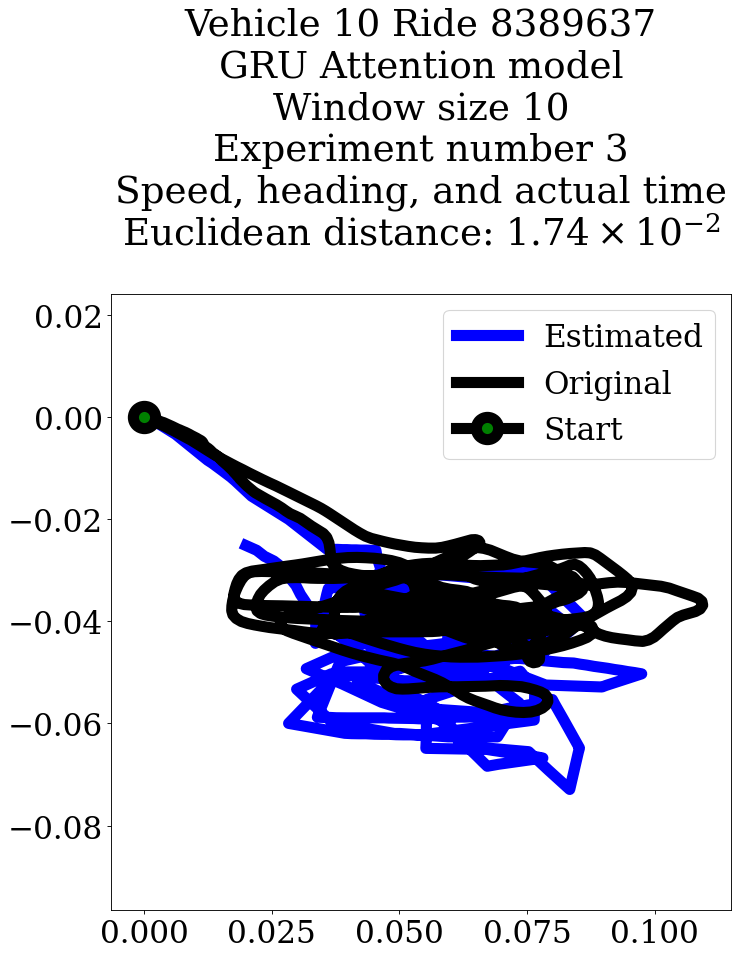 Vehicle 10 Ride 8389637
GRU Attention model
Window size 10
Experiment number 3
Speed, heading, and actual time
Euclidean distance: 1.74 × 10⁻²
Estimated
Original
Start
0.02
0.00
−0.02
−0.04
−0.06
−0.08
0.000 0.025 0.050 0.075 0.100